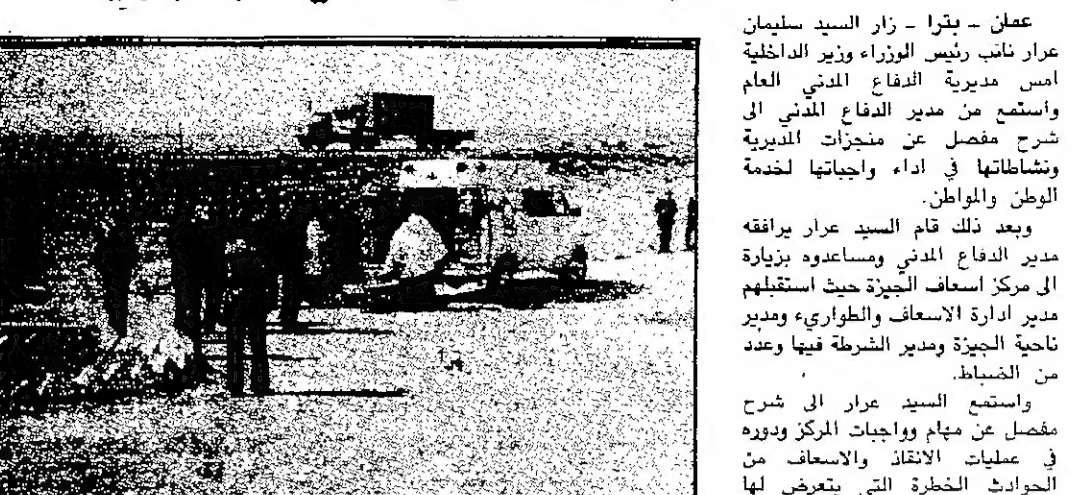 عمان ـ بترا ـ زار السيد سليمان
عرار نائب رئيس الوزراء وزير الداخلية
امس مديرية الدفاع المدني العام
واستمع من مدير الدفاع المدني الى
شرح مفصل عن منجزات المديرية
ونشاطاتها في اداء واجباتها لخدمة
الوطن والمواطن.
وبعد ذلك قام السيد عرار يرافقه
مدير الدفاع المدني ومساعدوه بزيارة
الى مركز اسعاف الجيزة حيث استقبلهم
مدير ادارة الاسعاف والطواريء ومدير
ناحية الجيزة ومدير الشرطة فيها وعدد
من الضباط.
واستمع السيد عرار الى شرح
مفصل عن مهام وواجبات المركز ودوره
في عمليات الانقاذ والاسعاف من
الحوادث الخطرة التي يتعرض لها